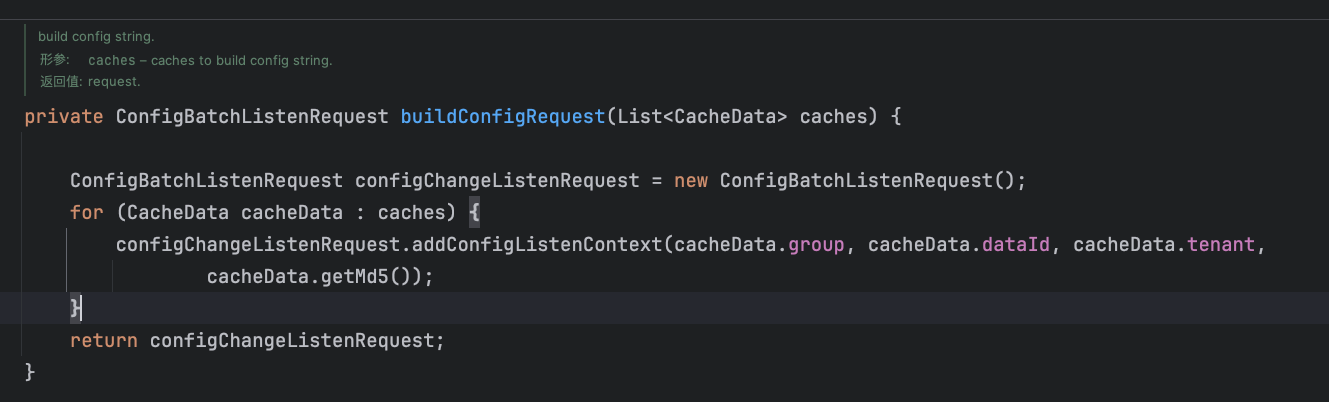 build config string.
形参: caches – caches to build config string.
返回值: request.
private ConfigBatchListenRequest buildConfigRequest(List<CacheData> caches) {
ConfigBatchListenRequest configChangeListenRequest = new ConfigBatchListenRequest();
for (CacheData cacheData : caches) {
configChangeListenRequest.addConfigListenContext(cacheData.group, cacheData.dataId, cacheData.tenant,
cacheData.getMd5());
}
return configChangeListenRequest;
}